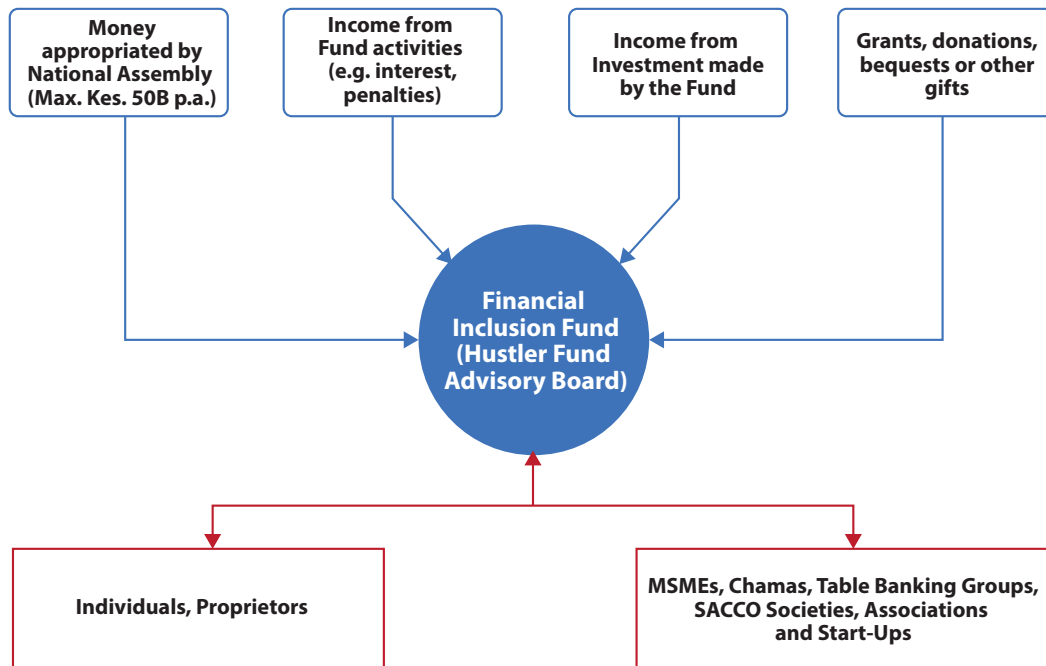 Money
appropriated by
National Assembly
(Max. Kes. 50B p.a.)
Income from
Fund activities
(e.g. interest,
penalties)
Income from
Investment made
by the Fund
Grants, donations,
bequests or other
gifts
Financial
Inclusion Fund
(Hustler Fund
Advisory Board)
Individuals, Proprietors
MSMEs, Chamas, Table Banking Groups,
SACCO Societies, Associations
and Start-Ups